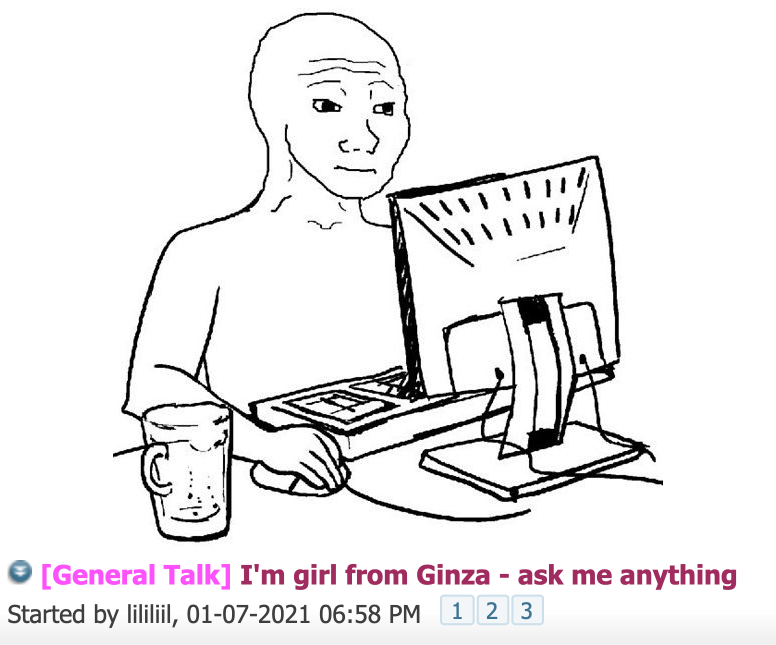 [General Talk] I'm girl from Ginza - ask me anything
Started by lililiil, 01-07-2021 06:58 PM 1 2 3